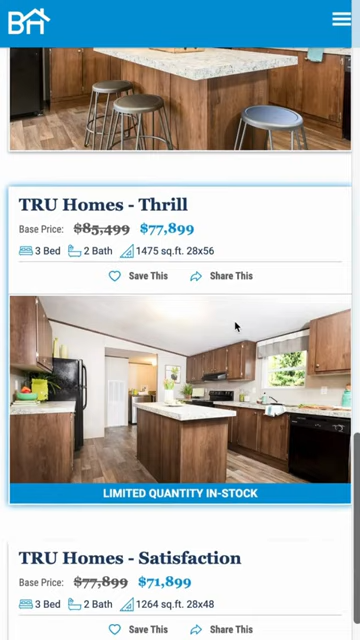 BH
TRU Homes - Thrill
Base Price: $85,499 $77,899
3 Bed 2 Bath 1475 sq.ft. 28x56
Save This Share This
LIMITED QUANTITY IN-STOCK
TRU Homes - Satisfaction
Base Price: $77,899 $71,899
3 Bed 2 Bath 1264 sq.ft. 28x48
Save This Share This